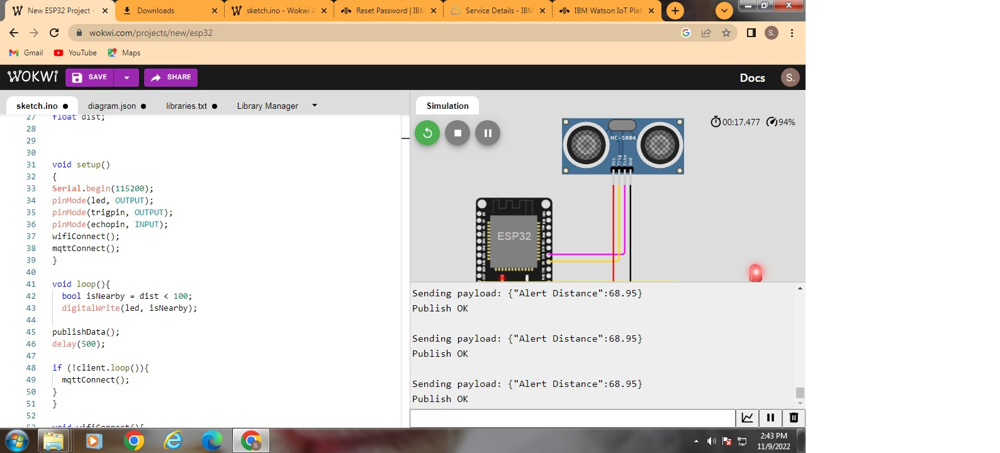 New ESP32 Project -
Downloads
sketch.ino - Wokwi A
Reset Password | IBM
Service Details - IBM
IBM Watson IoT Plat
wokwi.com/projects/new/esp32
S.
Gmail
YouTube
Maps
WOKWi
SAVE
SHARE
Docs
S.
sketch.ino
diagram.json
libraries.txt
Library Manager
Simulation
27 float dist;
28
29
30
31 void setup()
32 {
33 Serial.begin(115200);
34 pinMode(led, OUTPUT);
35 pinMode(trigpin, OUTPUT);
36 pinMode(echopin, INPUT);
37 wifiConnect();
38 mqttConnect();
39 }
40
41 void loop(){
42 bool isNearby = dist < 100;
43 digitalWrite(led, isNearby);
44
45 publishData();
46 delay(500);
47
48 if (!client.loop()){
49 mqttConnect();
50 }
51 }
52
53 void wifiConnect(){
00:17.477
94%
HC-SR04
Vcc
Trig
Echo
Gnd
ESP32
Sending payload: {"Alert Distance":68.95}
Publish OK
Sending payload: {"Alert Distance":68.95}
Publish OK
Sending payload: {"Alert Distance":68.95}
Publish OK
S.
2:43 PM
11/9/2022